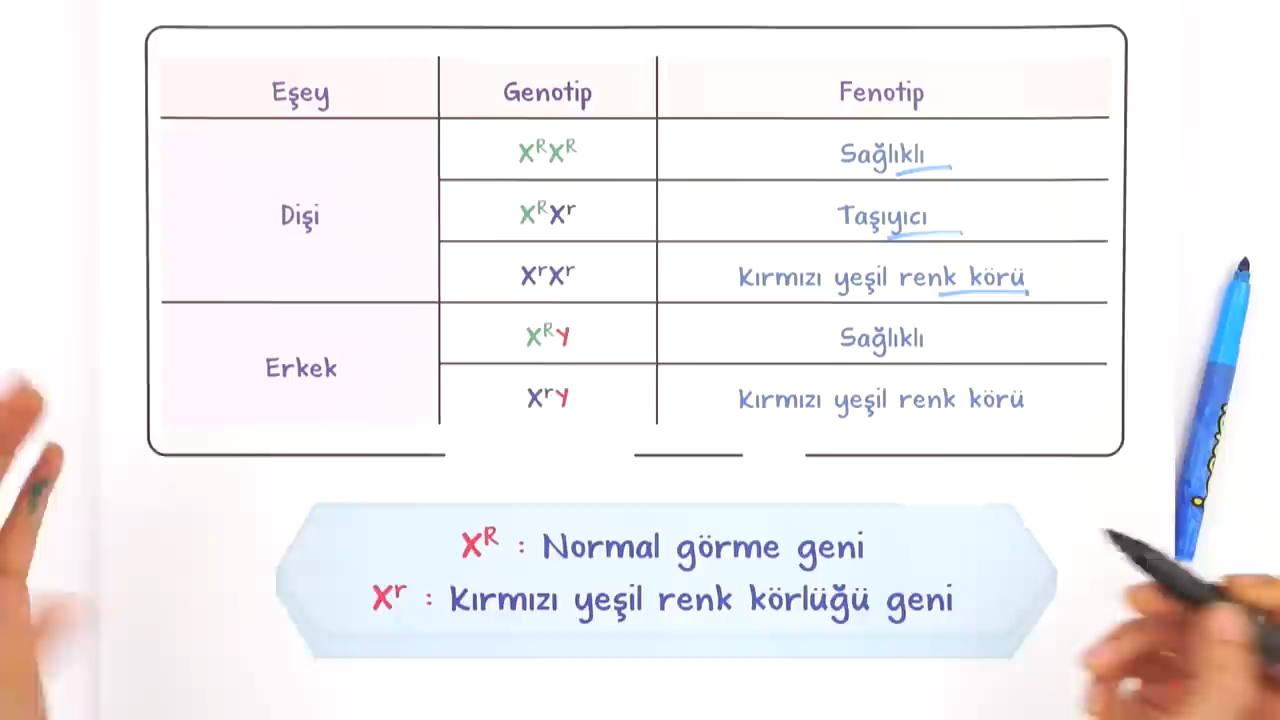 Eşey Genotip Fenotip
XᴿXᴿ Sağlıklı
Dişi XᴿXʳ Taşıyıcı
XʳXʳ Kırmızı yeşil renk körü
XᴿY Sağlıklı
Erkek
XʳY Kırmızı yeşil renk körü
Xᴿ : Normal görme geni
Xʳ : Kırmızı yeşil renk körlüğü geni